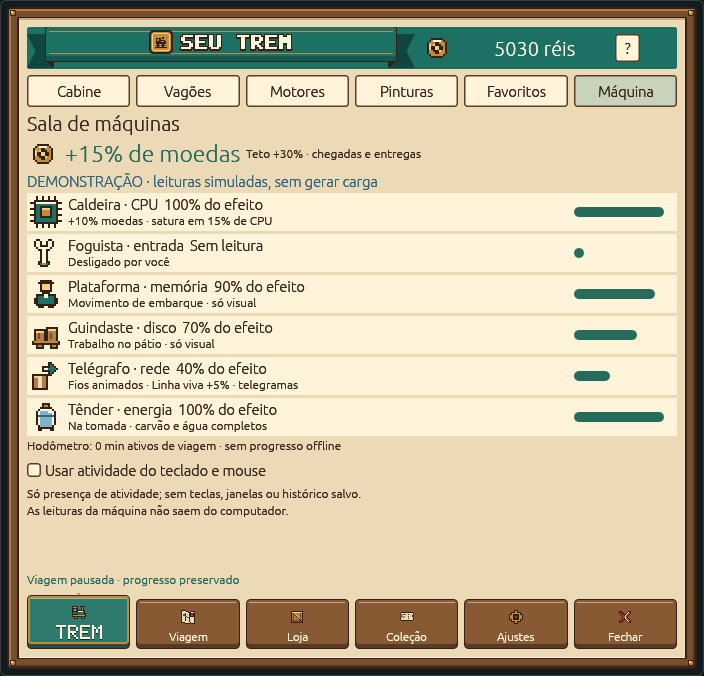 SEU TREM
5030 réis
?
Cabine
Vagões
Motores
Pinturas
Favoritos
Máquina
Sala de máquinas
+15% de moedas Teto +30% · chegadas e entregas
DEMONSTRAÇÃO · leituras simuladas, sem gerar carga
Caldeira · CPU 100% do efeito
+10% moedas · satura em 15% de CPU
Foguista · entrada Sem leitura
Desligado por você
Plataforma · memória 90% do efeito
Movimento de embarque · só visual
Guindaste · disco 70% do efeito
Trabalho no pátio · só visual
Telégrafo · rede 40% do efeito
Fios animados · Linha viva +5% · telegramas
Tênder · energia 100% do efeito
Na tomada · carvão e água completos
Hodômetro: 0 min ativos de viagem · sem progresso offline
Usar atividade do teclado e mouse
Só presença de atividade; sem teclas, janelas ou histórico salvo.
As leituras da máquina não saem do computador.
Viagem pausada · progresso preservado
TREM
Viagem
Loja
Coleção
Ajustes
Fechar